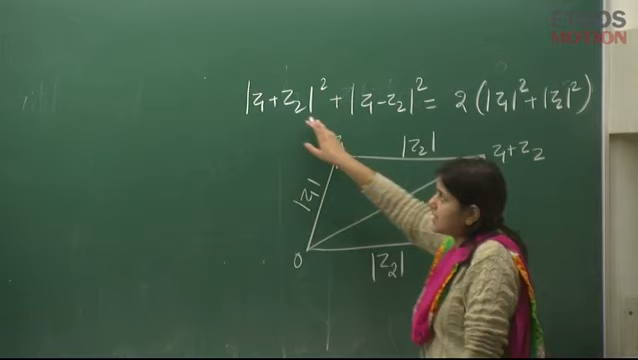 ETOOS
MOTION
|z1+z2|² + |z1-z2|² = 2(|z1|²+|z2|²)
|z2|
z1+z2
|z1|
0
|z2|